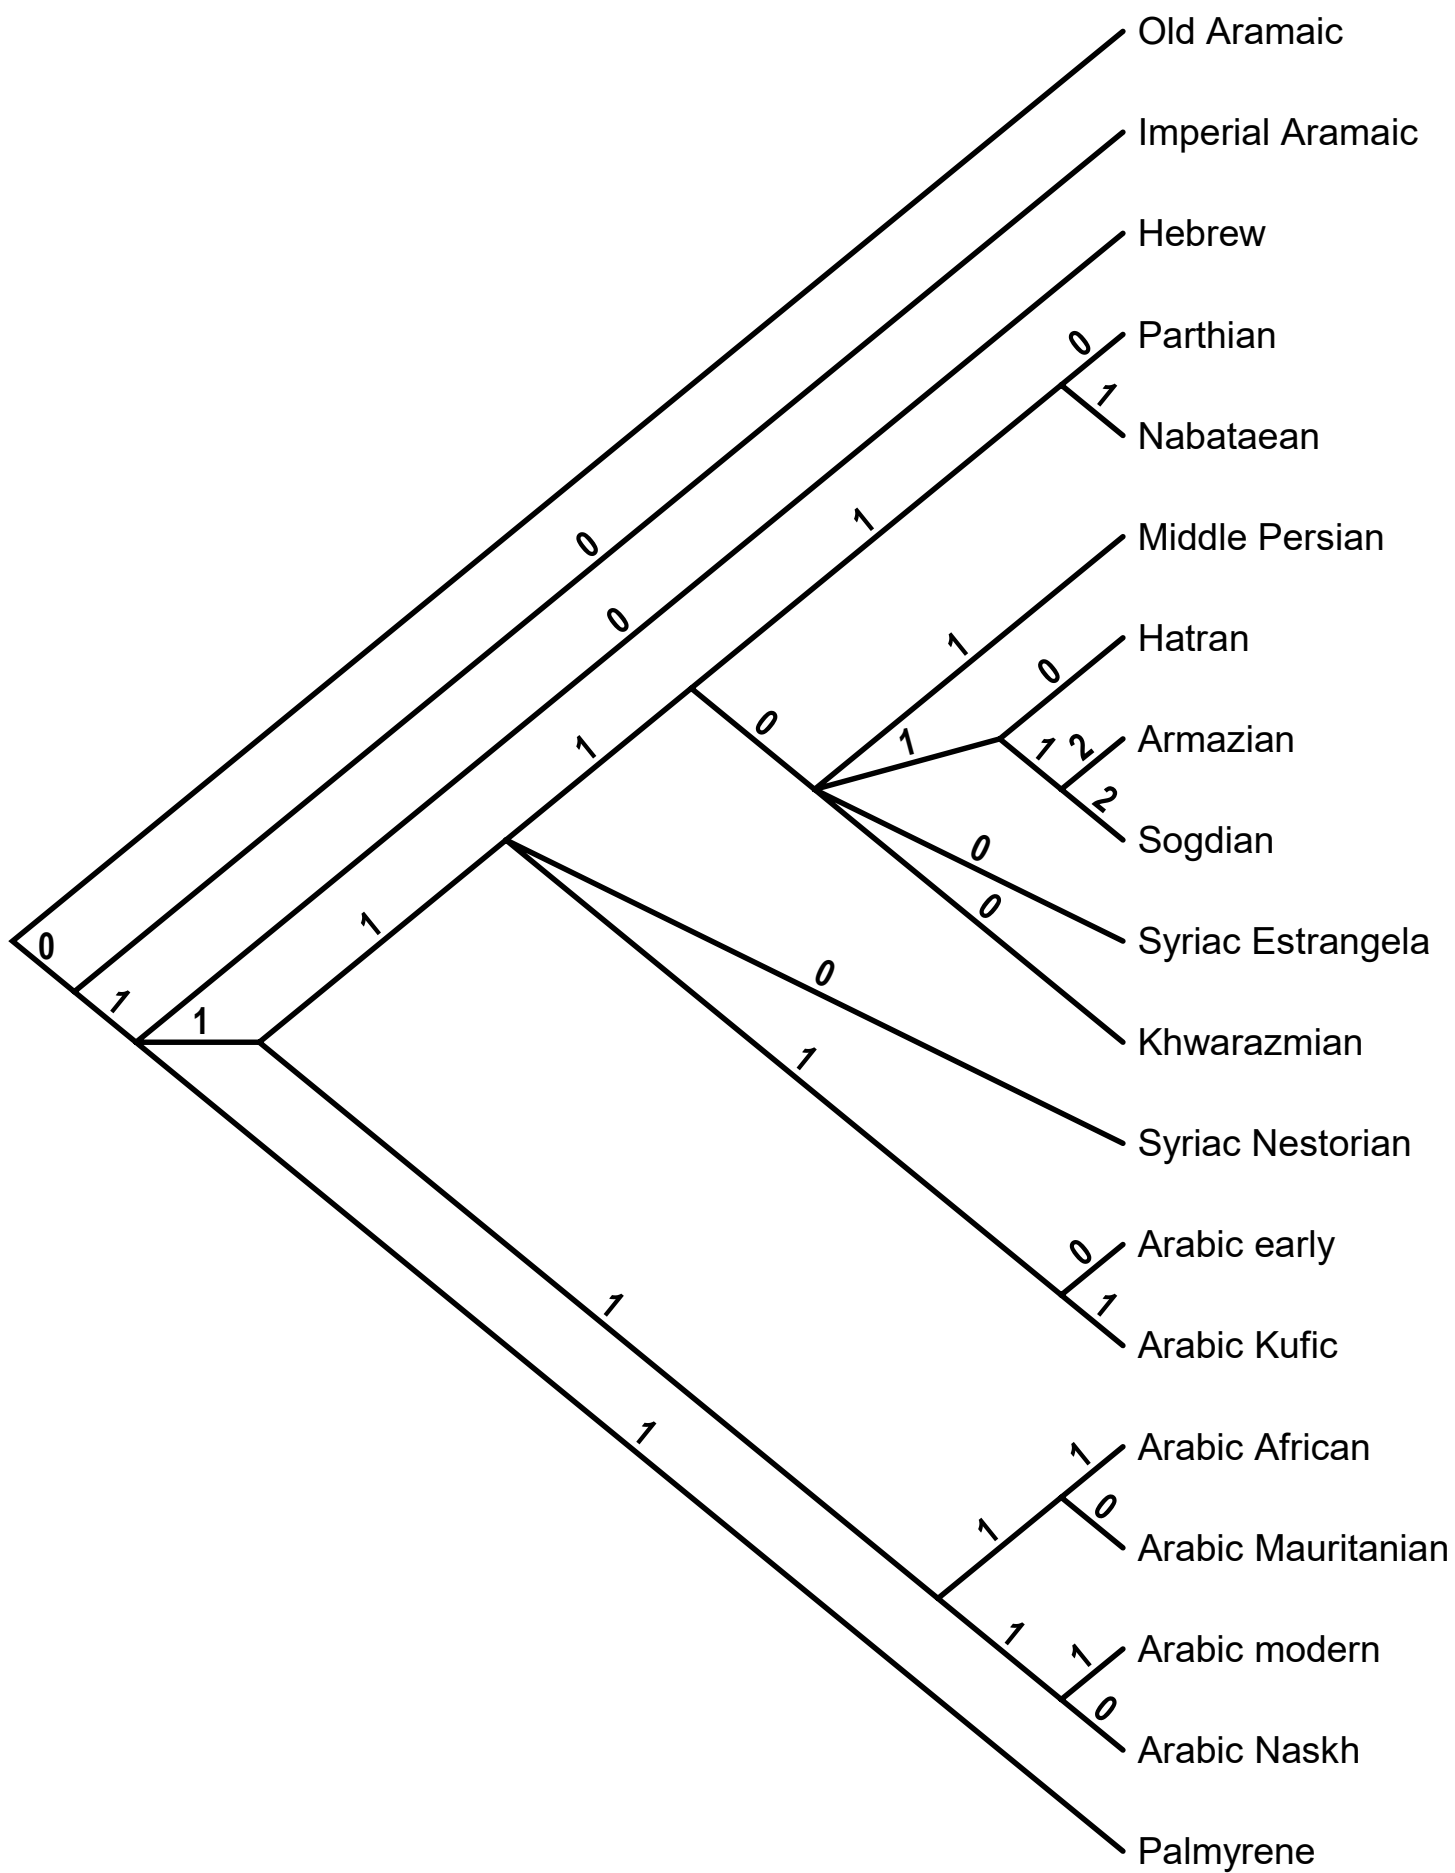 Old Aramaic
Imperial Aramaic
Hebrew
0 Parthian
1
Nabataean
1
0
Middle Persian
1
0
Hatran
1
0
1
1 2 Armazian
0
2
Sogdian
0
Syriac Estrangela
0
1
0
0
1
1
Khwarazmian
1
Syriac Nestorian
0 Arabic early
1
1
Arabic Kufic
1
1 Arabic African
0
1
Arabic Mauritanian
1
1 Arabic modern
0
Arabic Naskh
Palmyrene